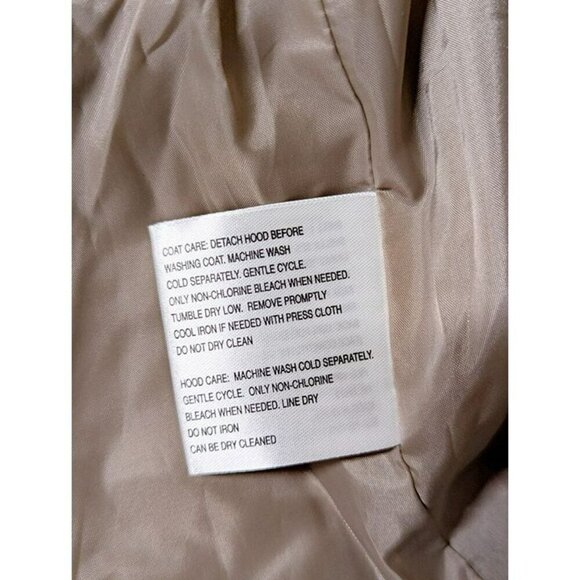 COAT CARE: DETACH HOOD BEFORE
WASHING COAT. MACHINE WASH
COLD SEPARATELY. GENTLE CYCLE.
ONLY NON-CHLORINE BLEACH WHEN NEEDED.
TUMBLE DRY LOW. REMOVE PROMPTLY
COOL IRON IF NEEDED WITH PRESS CLOTH
DO NOT DRY CLEAN
HOOD CARE: MACHINE WASH COLD SEPARATELY.
GENTLE CYCLE. ONLY NON-CHLORINE
BLEACH WHEN NEEDED. LINE DRY
DO NOT IRON
CAN BE DRY CLEANED